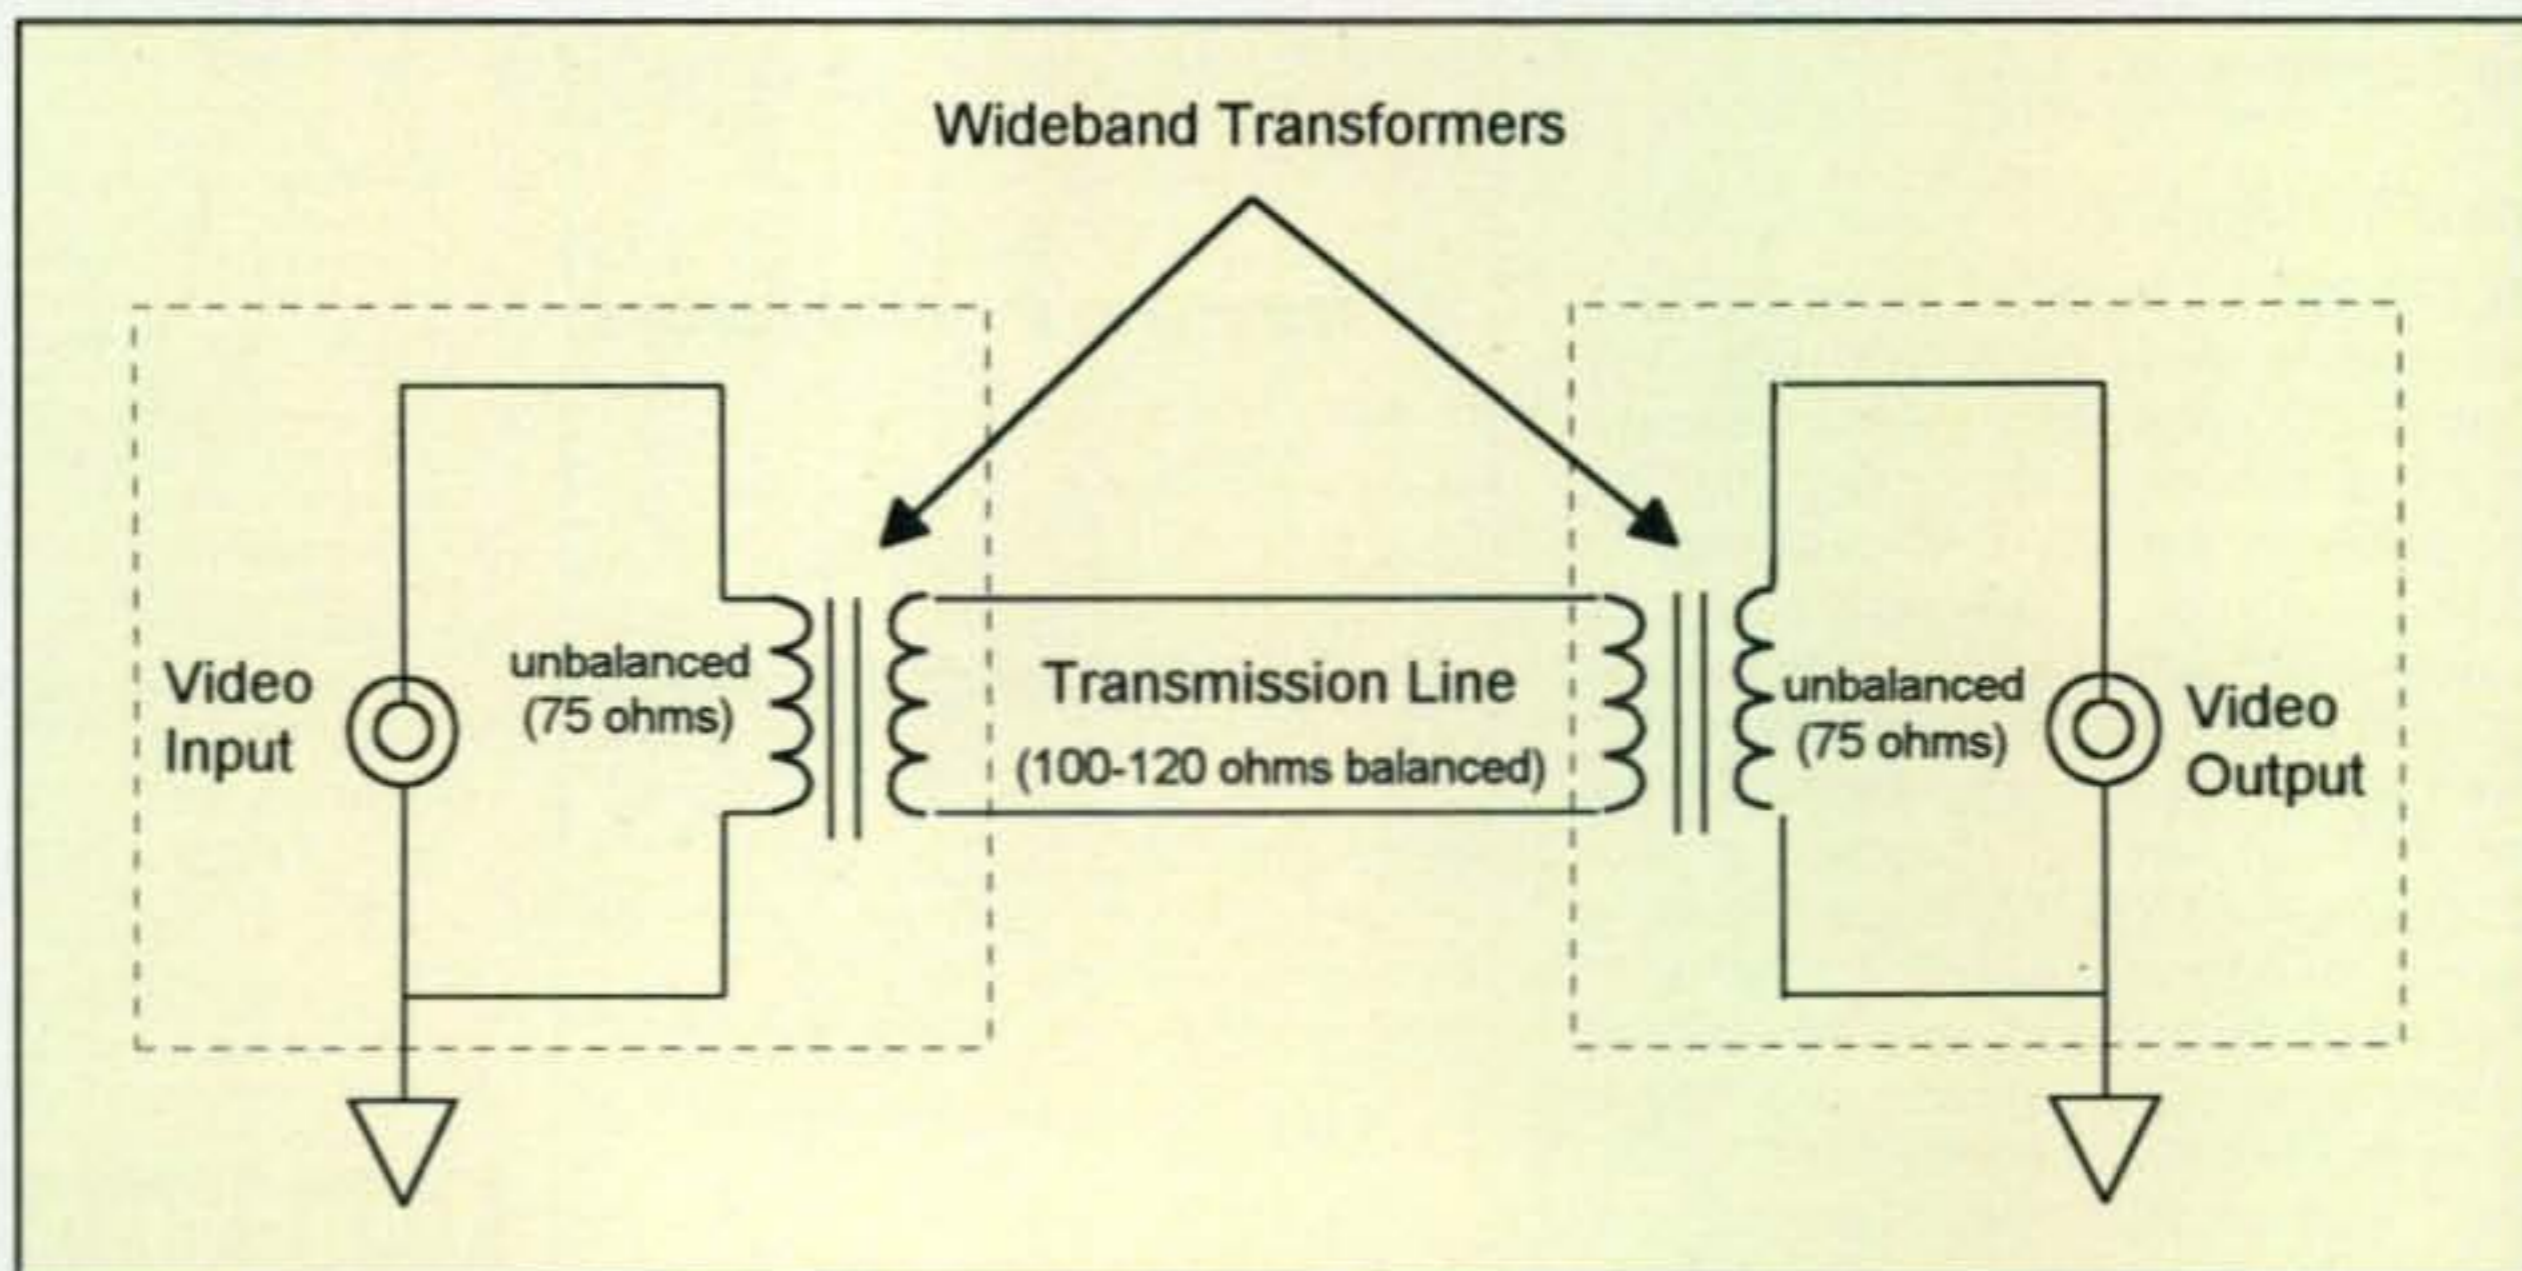 Wideband Transformers
Video
Input
unbalanced
(75 ohms)
Transmission Line
(100-120 ohms balanced)
unbalanced
(75 ohms)
Video
Output